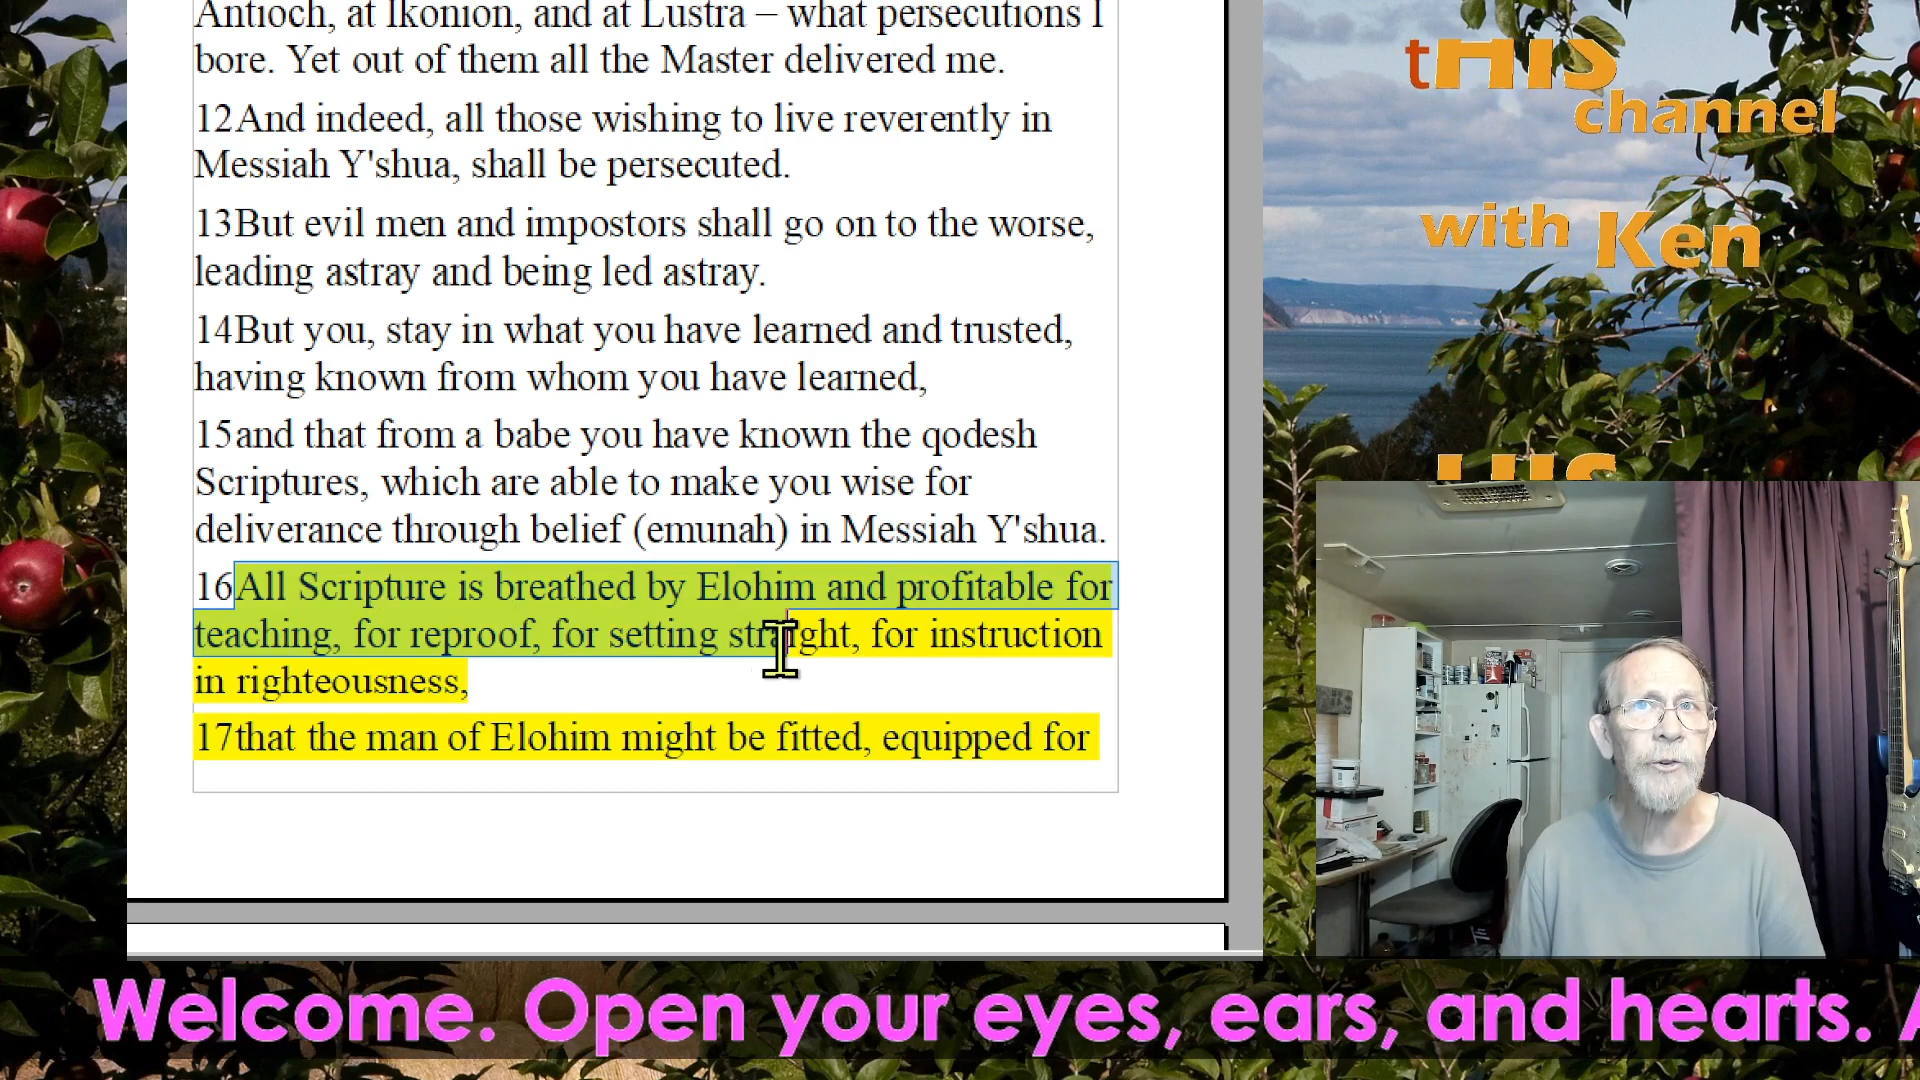 Antioch, at Ikonion, and at Lustra – what persecutions I
bore. Yet out of them all the Master delivered me.
12And indeed, all those wishing to live reverently in
Messiah Y'shua, shall be persecuted.
13But evil men and impostors shall go on to the worse,
leading astray and being led astray.
14But you, stay in what you have learned and trusted,
having known from whom you have learned,
15and that from a babe you have known the qodesh
Scriptures, which are able to make you wise for
deliverance through belief (emunah) in Messiah Y'shua.
16All Scripture is breathed by Elohim and profitable for
teaching, for reproof, for setting straight, for instruction
in righteousness,
17that the man of Elohim might be fitted, equipped for
tHIS
channel
with Ken
HIS
Welcome. Open your eyes, ears, and hearts. A